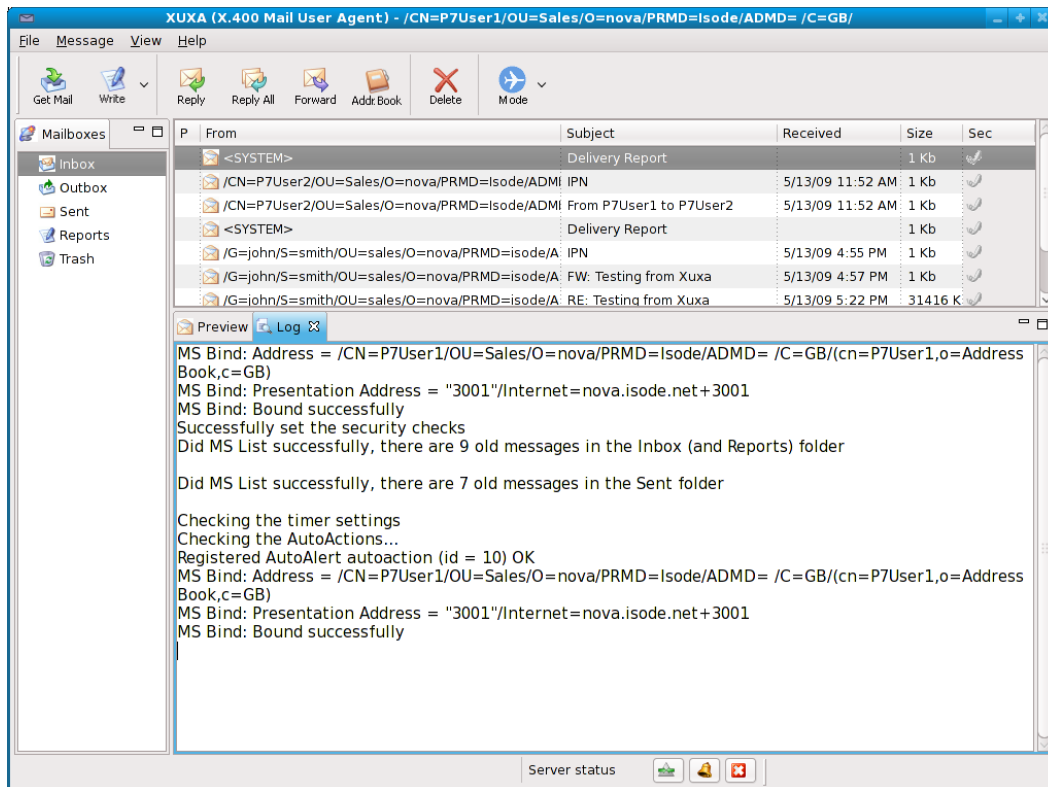 XUXA (X.400 Mail User Agent) - /CN=P7User1/OU=Sales/O=nova/PRMD=Isode/ADMD= /C=GB/
File Message View Help
Get Mail Write Reply Reply All Forward Addr.Book Delete Mode
Mailboxes
Inbox
Outbox
Sent
Reports
Trash
P From Subject Received Size Sec
<SYSTEM> Delivery Report 1 Kb
/CN=P7User2/OU=Sales/O=nova/PRMD=Isode/ADMI IPN 5/13/09 11:52 AM 1 Kb
/CN=P7User2/OU=Sales/O=nova/PRMD=Isode/ADMI From P7User1 to P7User2 5/13/09 11:52 AM 1 Kb
<SYSTEM> Delivery Report 1 Kb
/G=john/S=smith/OU=sales/O=nova/PRMD=isode/A IPN 5/13/09 4:55 PM 1 Kb
/G=john/S=smith/OU=sales/O=nova/PRMD=isode/A FW: Testing from Xuxa 5/13/09 4:57 PM 1 Kb
/G=john/S=smith/OU=sales/O=nova/PRMD=isode/A RE: Testing from Xuxa 5/13/09 5:22 PM 31416 K
Preview Log
MS Bind: Address = /CN=P7User1/OU=Sales/O=nova/PRMD=Isode/ADMD= /C=GB/(cn=P7User1,o=Address
Book,c=GB)
MS Bind: Presentation Address = "3001"/Internet=nova.isode.net+3001
MS Bind: Bound successfully
Successfully set the security checks
Did MS List successfully, there are 9 old messages in the Inbox (and Reports) folder
Did MS List successfully, there are 7 old messages in the Sent folder
Checking the timer settings
Checking the AutoActions...
Registered AutoAlert autoaction (id = 10) OK
MS Bind: Address = /CN=P7User1/OU=Sales/O=nova/PRMD=Isode/ADMD= /C=GB/(cn=P7User1,o=Address
Book,c=GB)
MS Bind: Presentation Address = "3001"/Internet=nova.isode.net+3001
MS Bind: Bound successfully
Server status